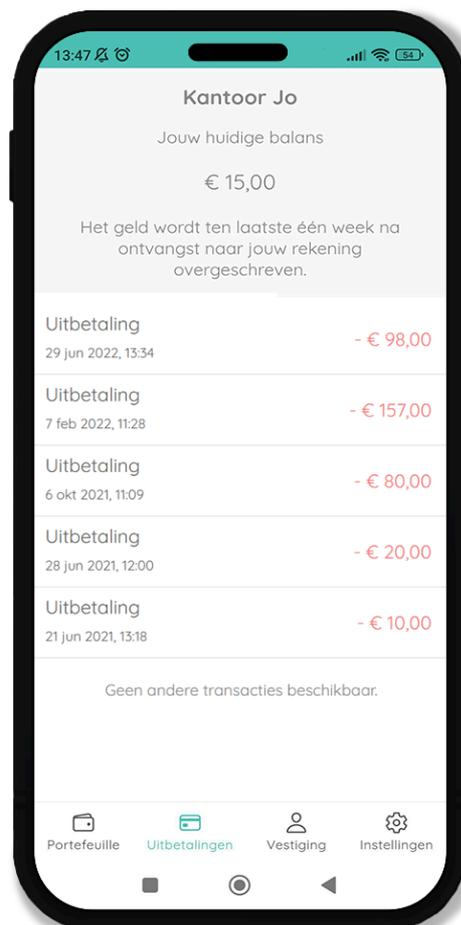 13:47
54
Kantoor Jo
Jouw huidige balans
€ 15,00
Het geld wordt ten laatste één week na
ontvangst naar jouw rekening
overgeschreven.
Uitbetaling
- € 98,00
29 jun 2022, 13:34
Uitbetaling
- € 157,00
7 feb 2022, 11:28
Uitbetaling
- € 80,00
6 okt 2021, 11:09
Uitbetaling
- € 20,00
28 jun 2021, 12:00
Uitbetaling
- € 10,00
21 jun 2021, 13:18
Geen andere transacties beschikbaar.
Portefeuille Uitbetalingen Vestiging Instellingen